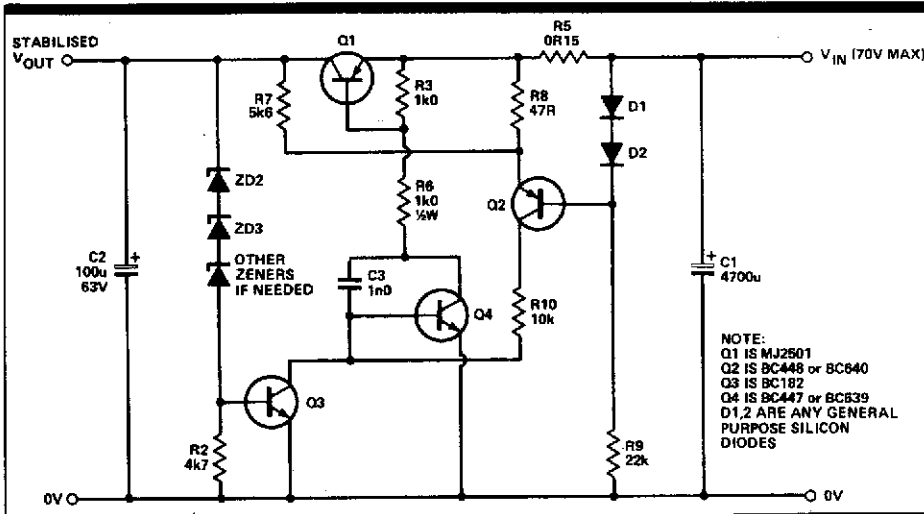 STABILISED
VOUT
Q1
R5
0R15
VIN (70V MAX)
R7
5k6
R3
1k0
R8
47R
D1
D2
ZD2
ZD3
OTHER
ZENERS
IF NEEDED
R6
1k0
½W
Q2
C2
100u
63V
+
C3
1n0
Q4
R10
10k
C1
4700u
+
Q3
R2
4k7
R9
22k
NOTE:
Q1 IS MJ2501
Q2 IS BC448 or BC640
Q3 IS BC182
Q4 IS BC447 or BC639
D1,2 ARE ANY GENERAL
PURPOSE SILICON
DIODES
0V
0V